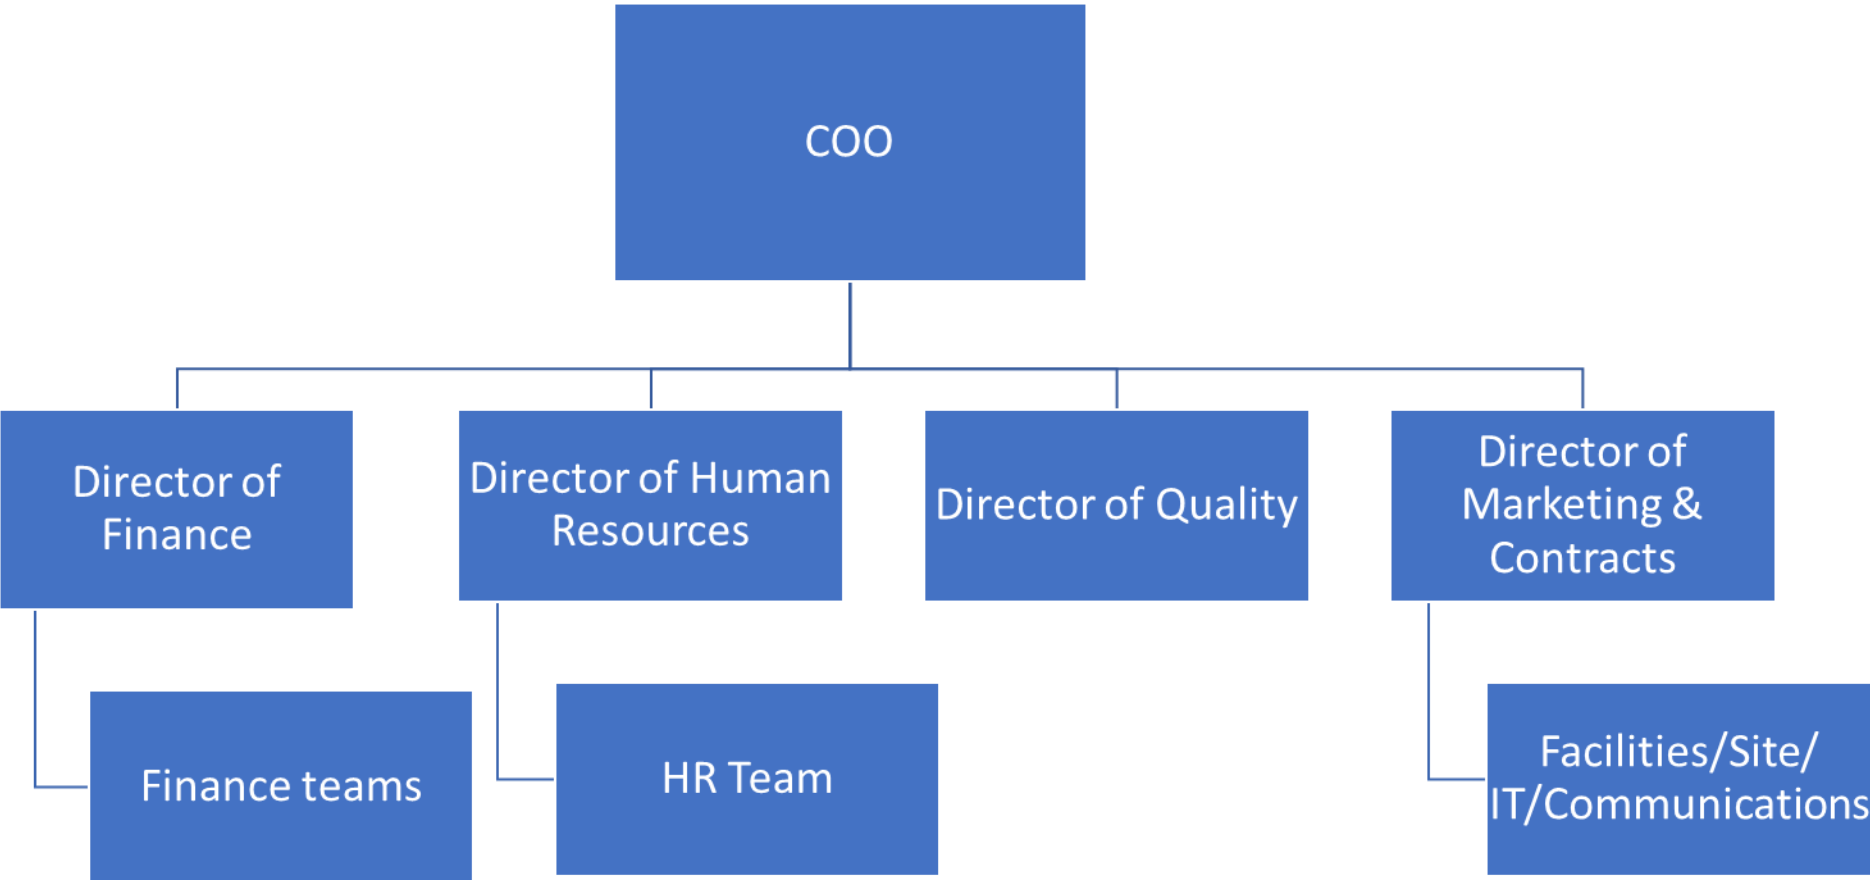 COO
Director of
Finance
Director of Human
Resources
Director of Quality
Director of
Marketing &
Contracts
Finance teams
HR Team
Facilities/Site/
IT/Communications